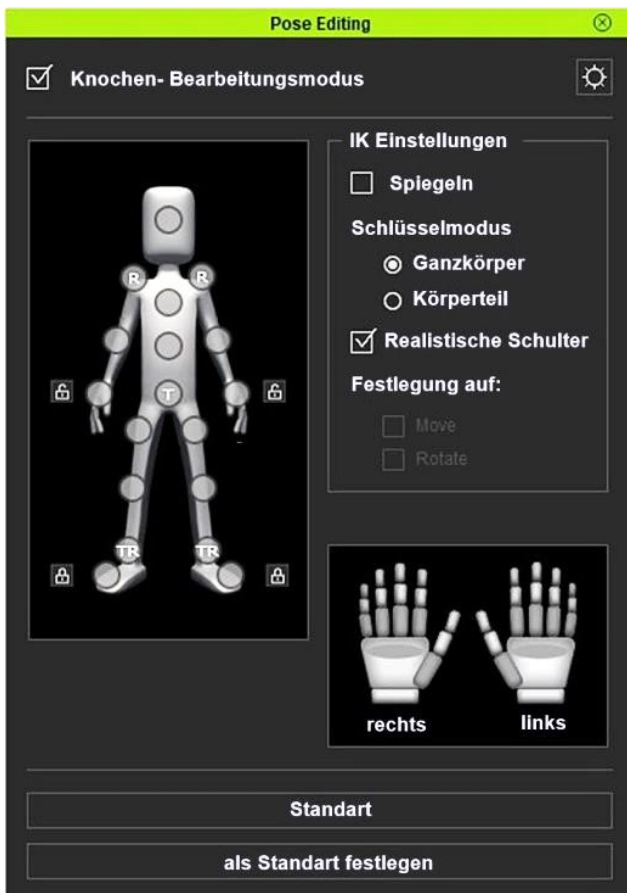 Pose Editing
Knochen- Bearbeitungsmodus
IK Einstellungen
Spiegeln
Schlüsselmodus
Ganzkörper
Körperteil
Realistische Schulter
Festlegung auf:
Move
Rotate
R R
T
TR TR
rechts links
Standart
als Standart festlegen